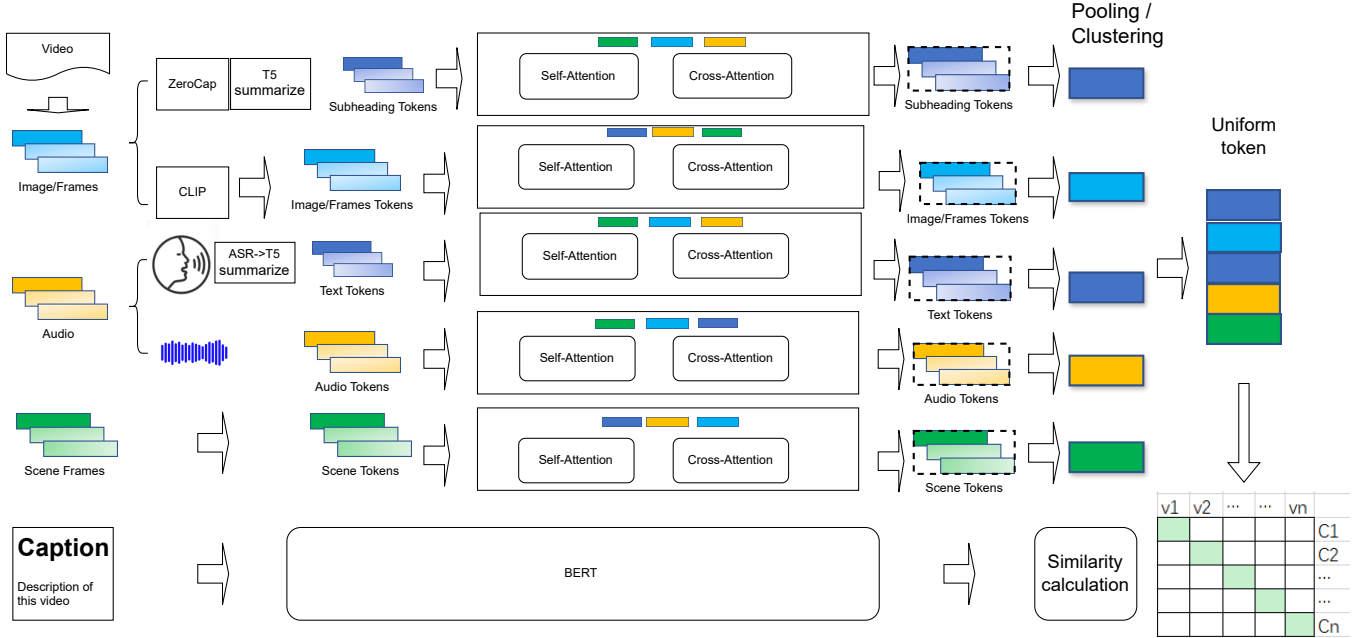 Pooling /
Clustering
Video
ZeroCap
T5
summarize
Subheading Tokens
Self-Attention
Cross-Attention
Subheading Tokens
Image/Frames
CLIP
Image/Frames Tokens
Self-Attention
Cross-Attention
Image/Frames Tokens
Uniform
token
ASR->T5
summarize
Text Tokens
Self-Attention
Cross-Attention
Text Tokens
Audio
Audio Tokens
Self-Attention
Cross-Attention
Audio Tokens
Scene Frames
Scene Tokens
Self-Attention
Cross-Attention
Scene Tokens
Caption
Description of
this video
BERT
Similarity
calculation
v1 v2 ... ... vn
C1
C2
...
...
Cn